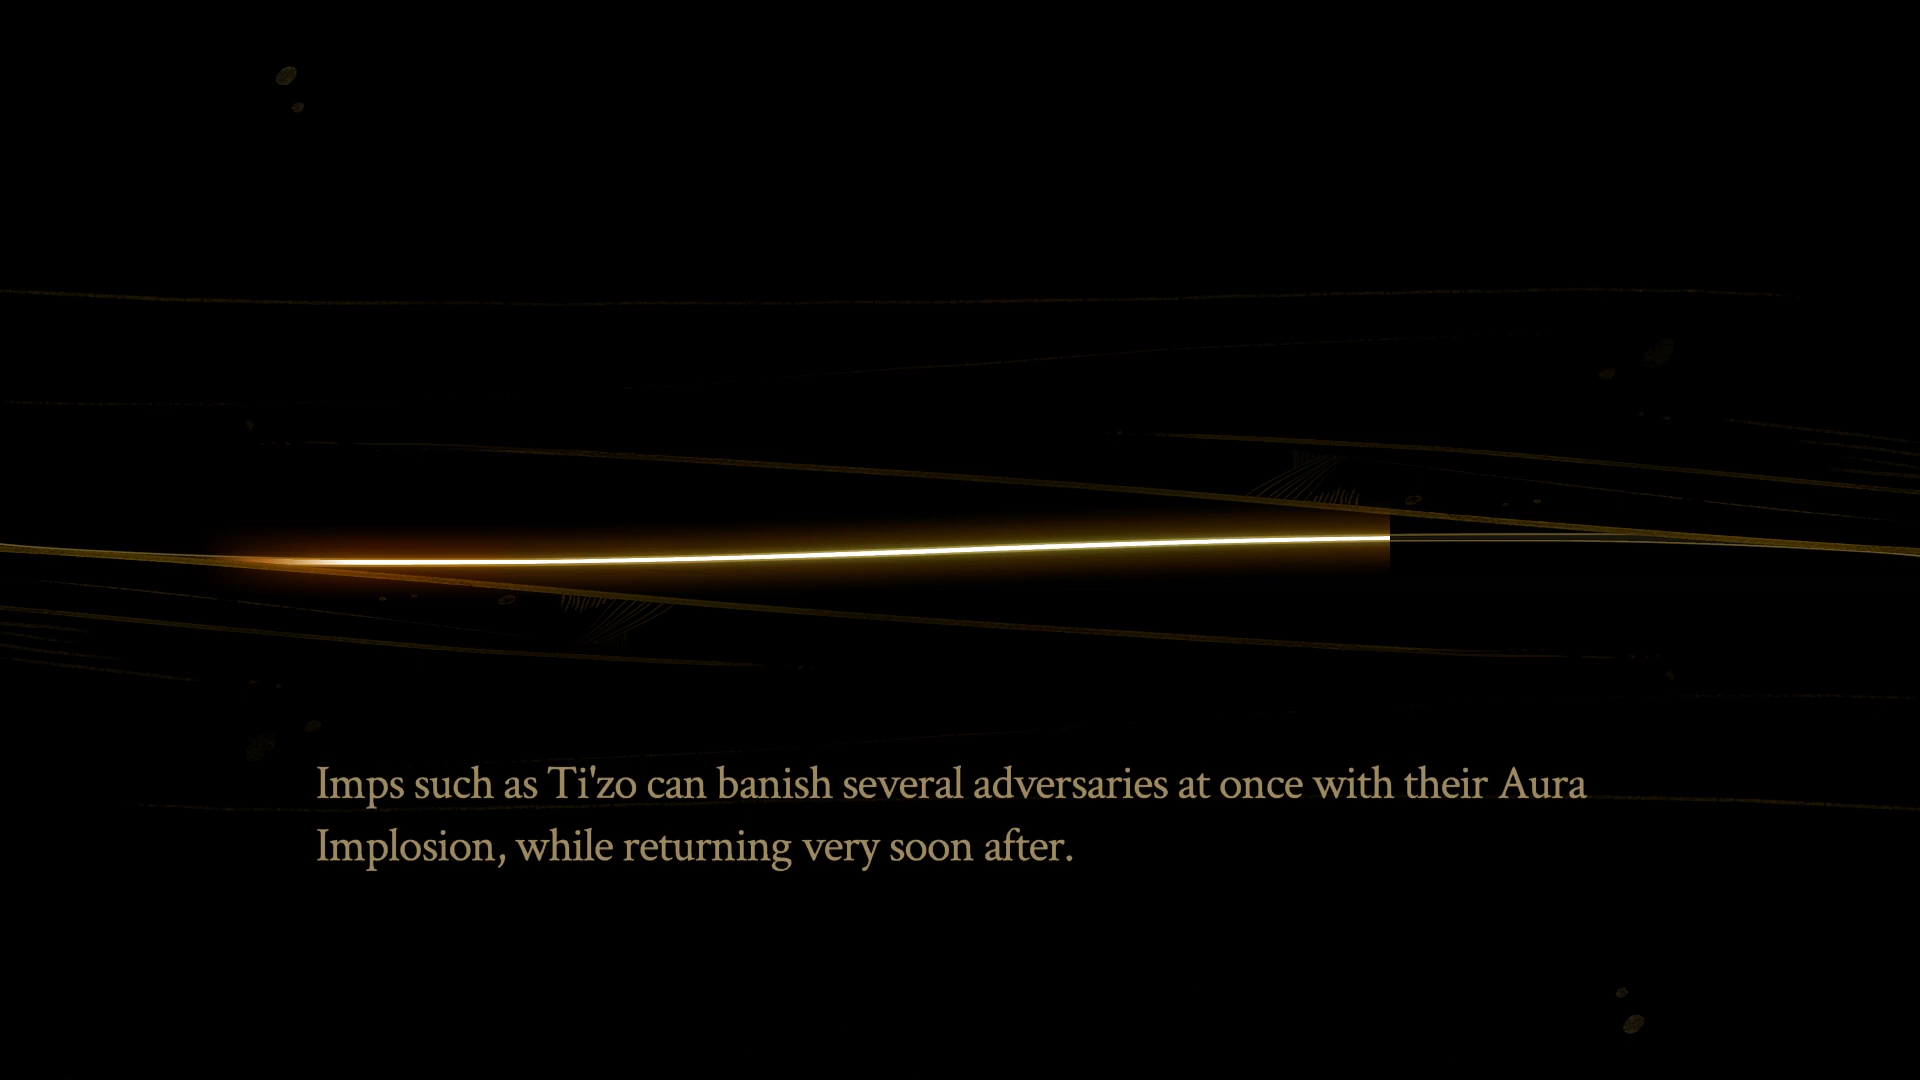 Imps such as Ti'zo can banish several adversaries at once with their Aura
Implosion, while returning very soon after.